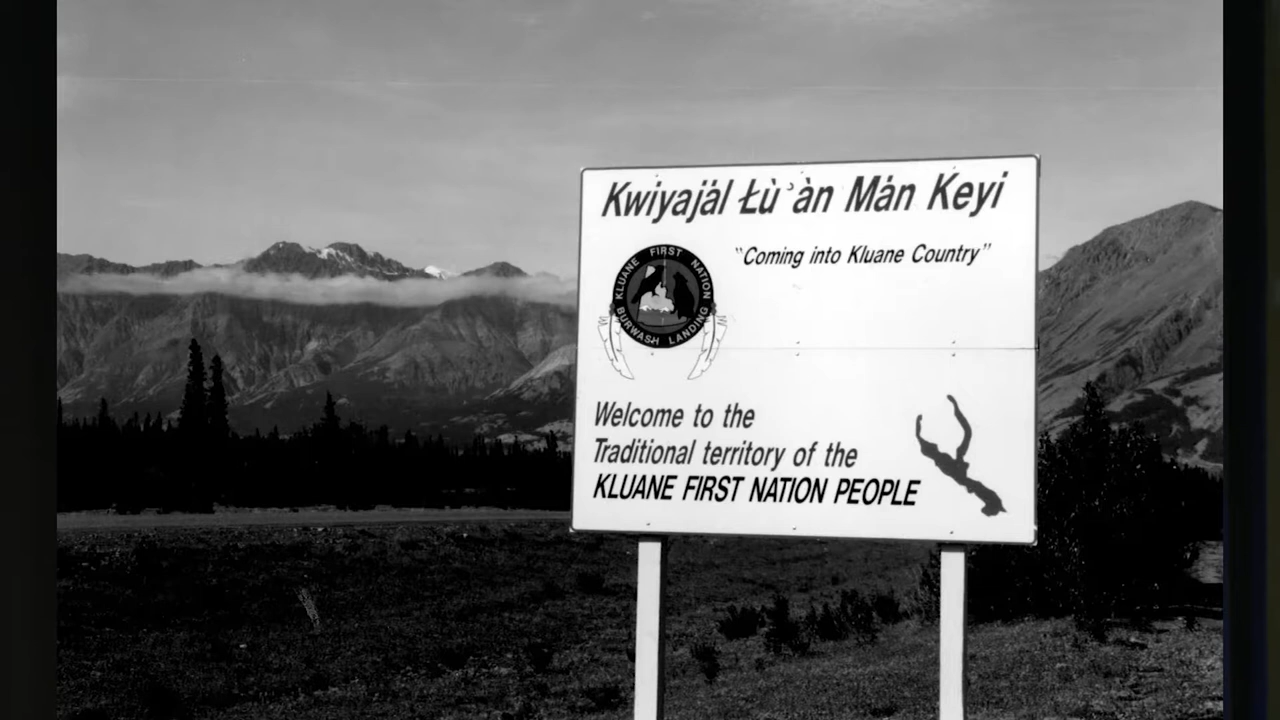 Kwiyajäl Łù'àn Mȧn Keyi
"Coming into Kluane Country"
KLUANE FIRST NATION
BURWASH LANDING
Welcome to the
Traditional territory of the
KLUANE FIRST NATION PEOPLE